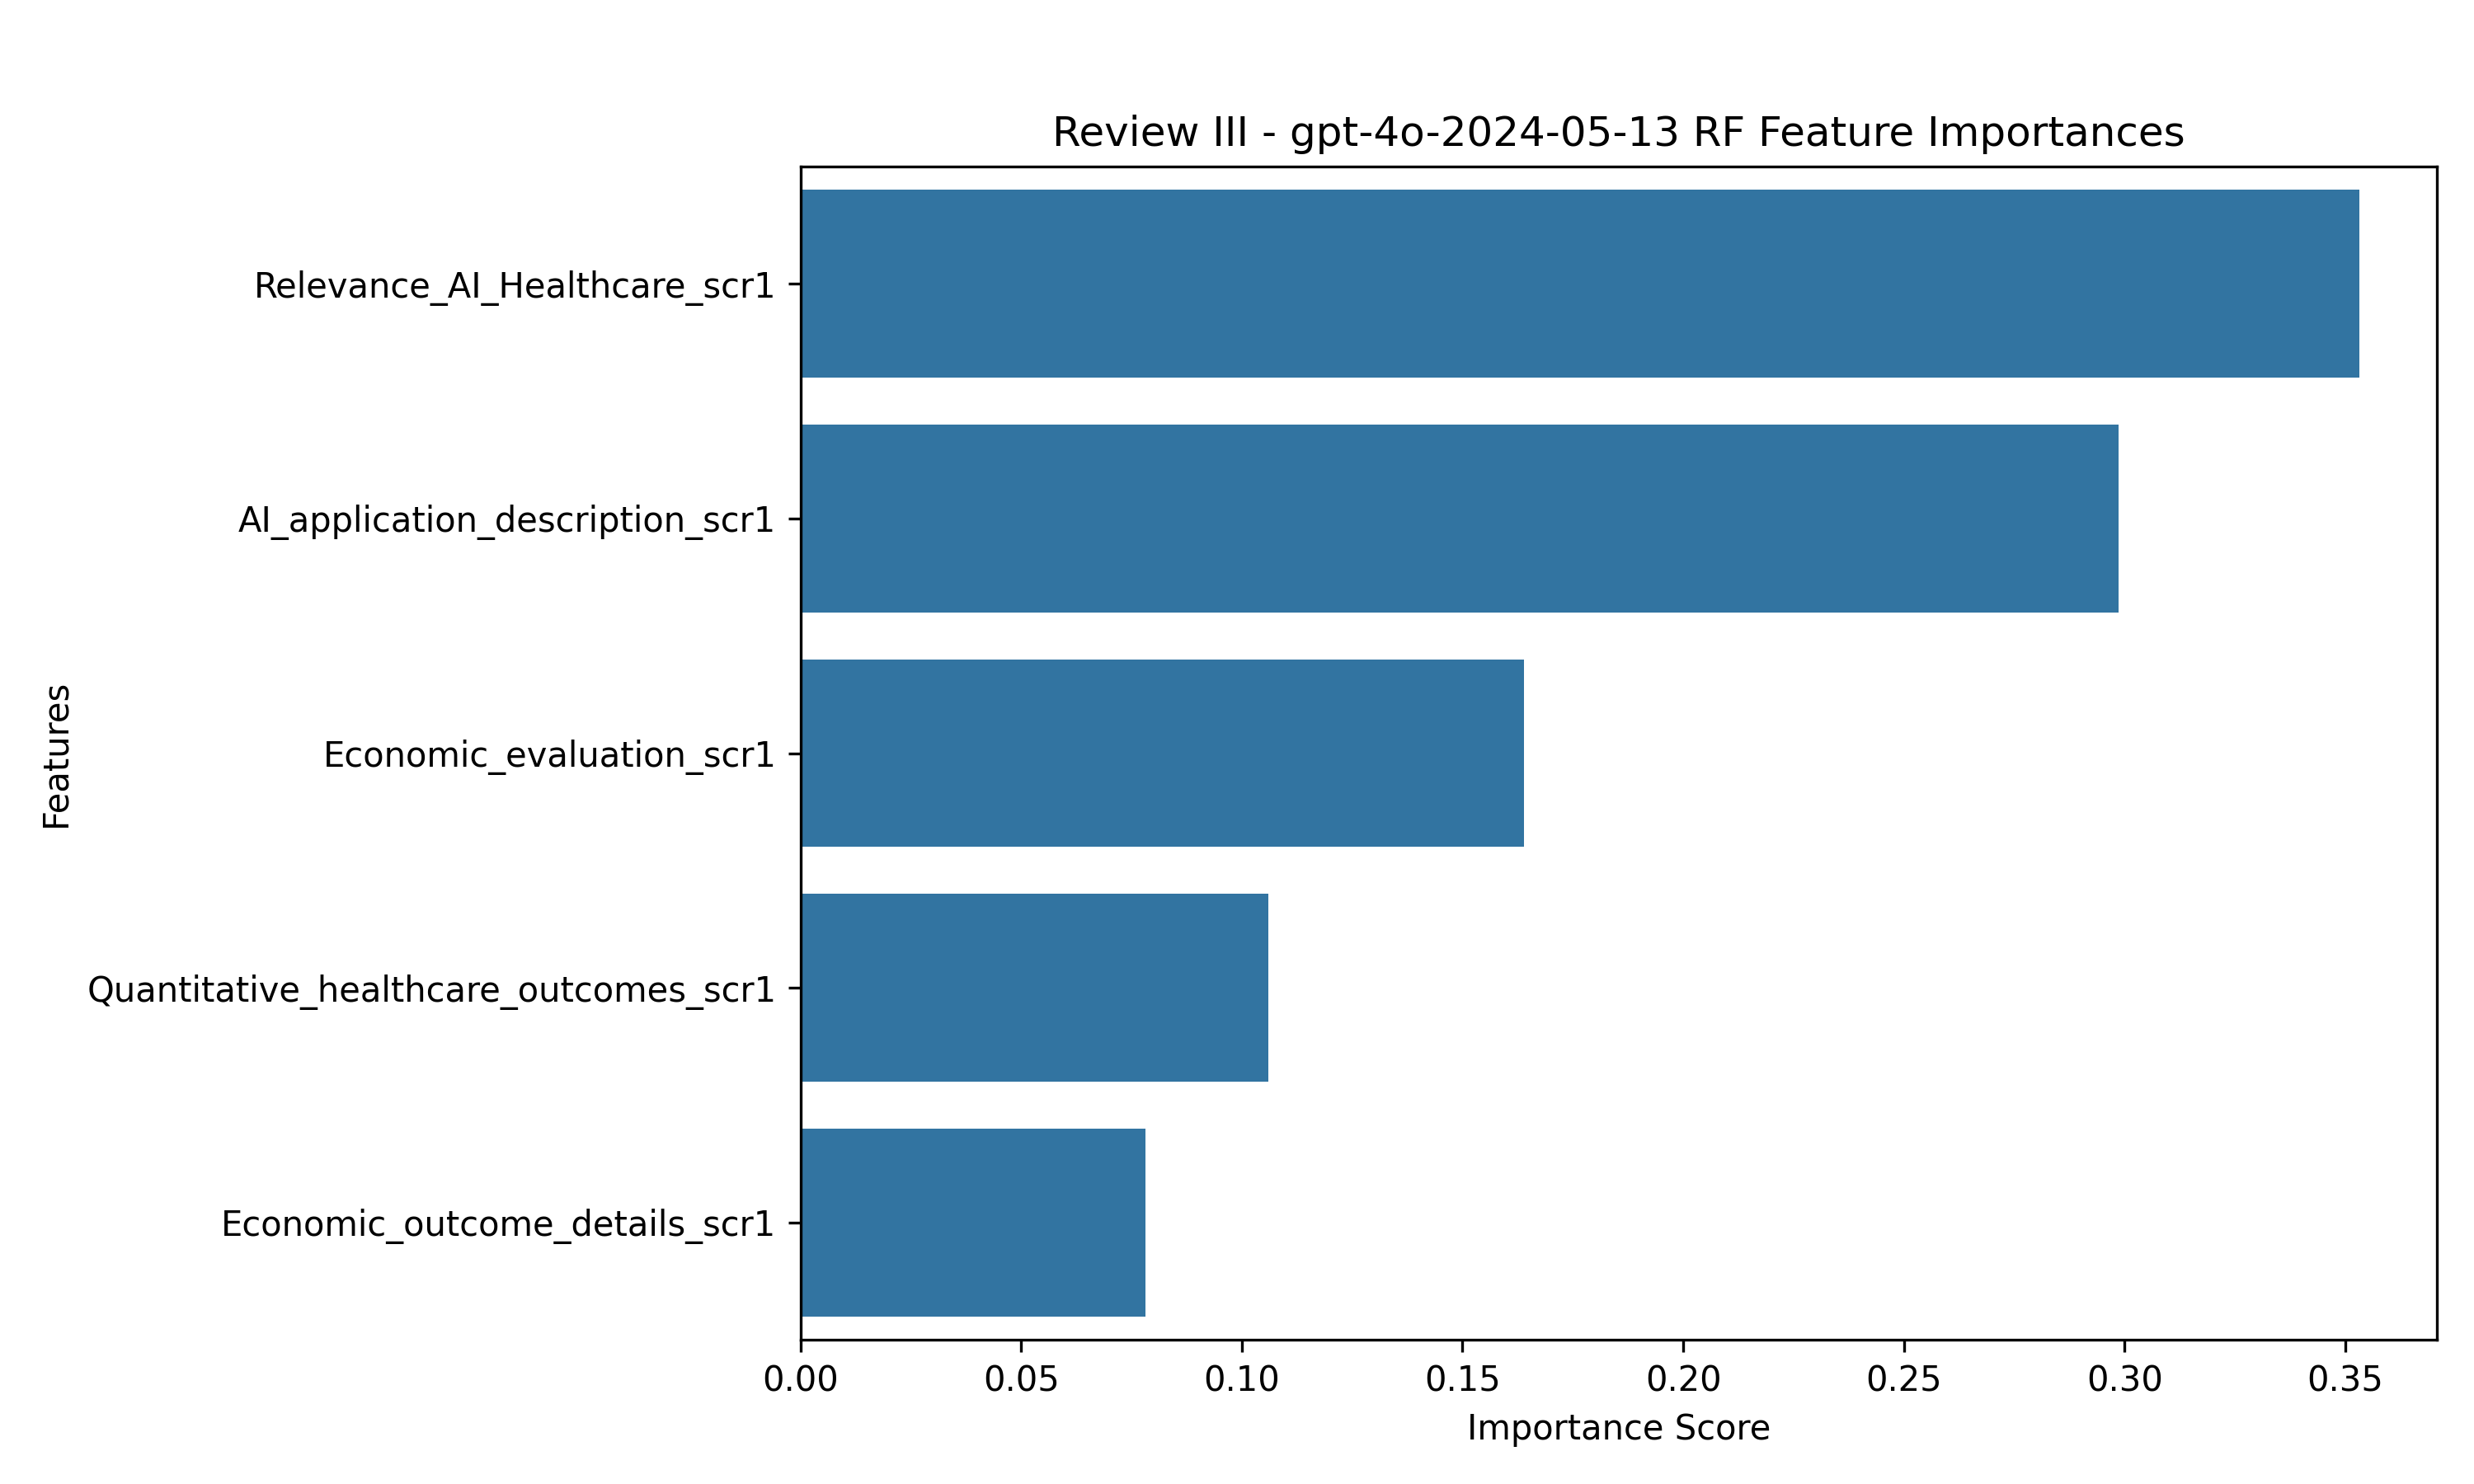 Review III - gpt-4o-2024-05-13 RF Feature Importances
Features
Relevance_AI_Healthcare_scr1
AI_application_description_scr1
Economic_evaluation_scr1
Quantitative_healthcare_outcomes_scr1
Economic_outcome_details_scr1
0.00 0.05 0.10 0.15 0.20 0.25 0.30 0.35
Importance Score